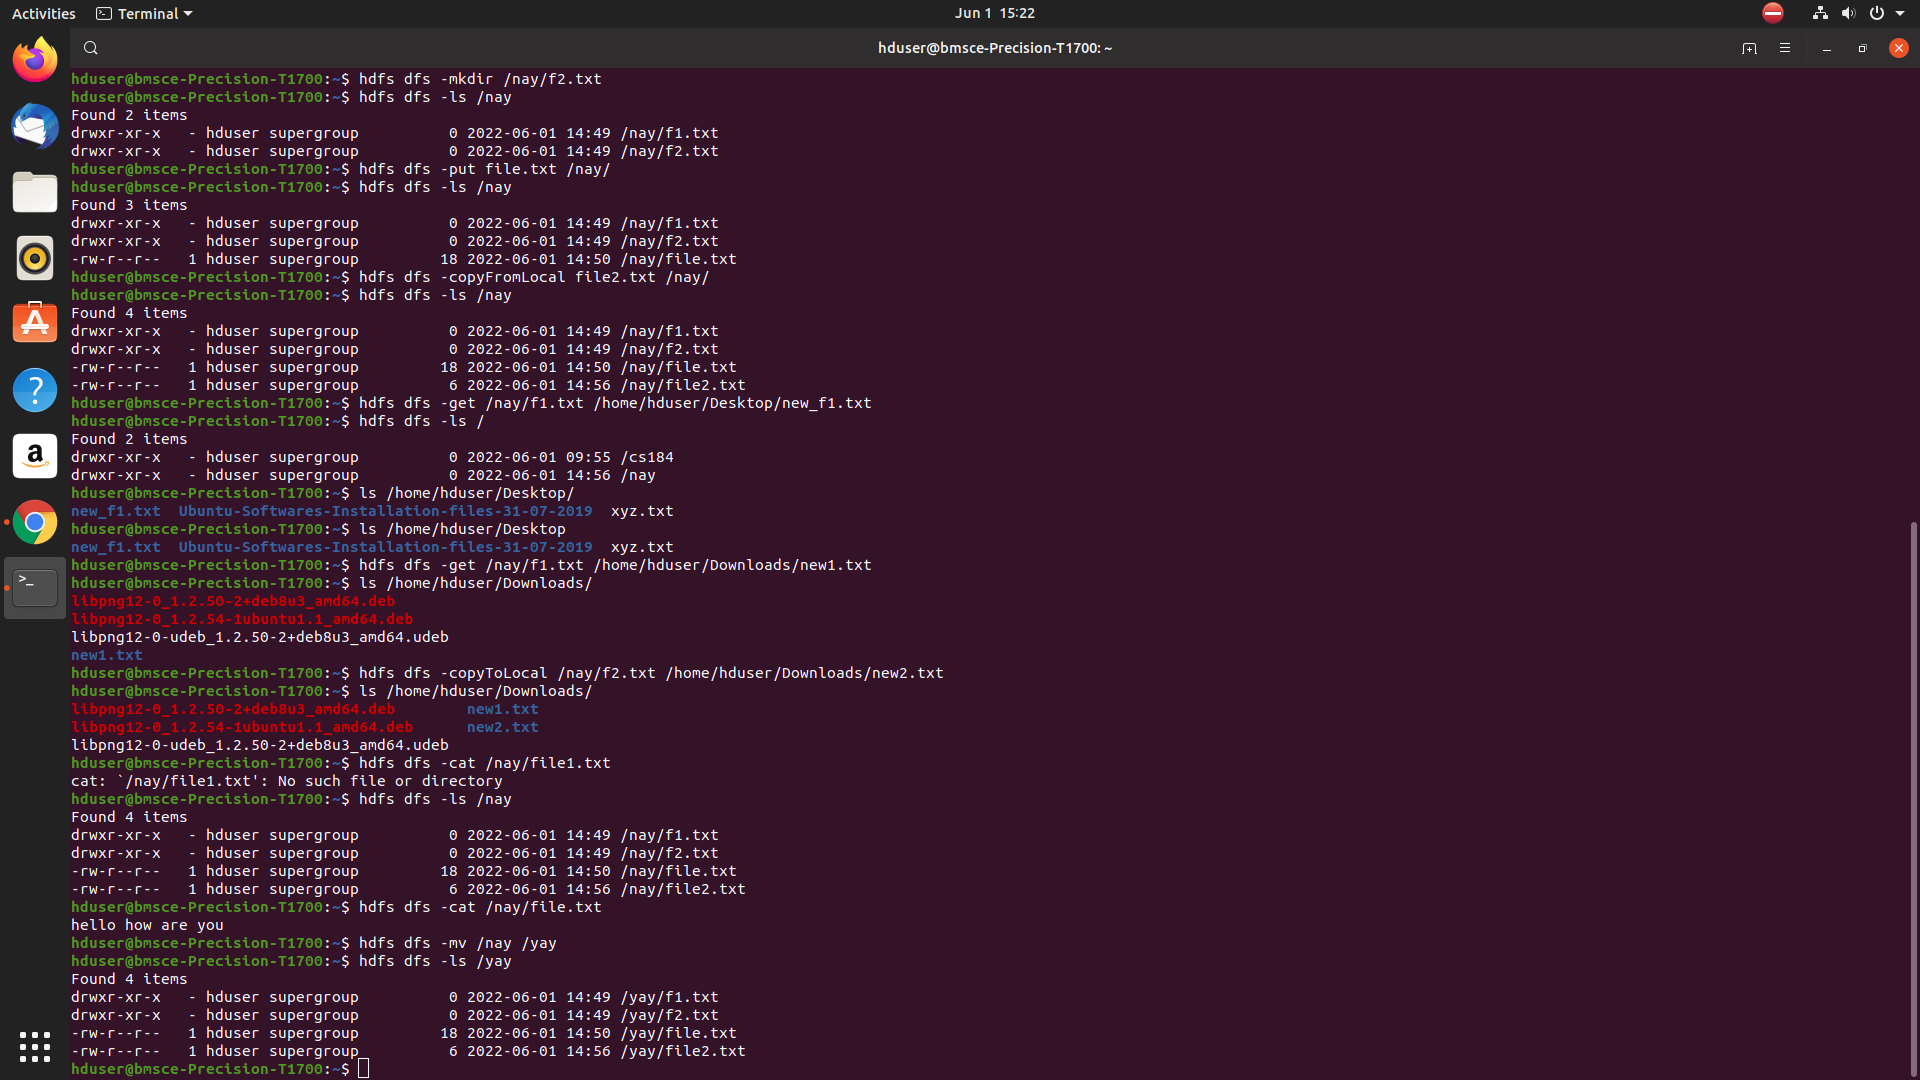 Activities Terminal Jun 1 15:22
hduser@bmsce-Precision-T1700: ~
hduser@bmsce-Precision-T1700:~$ hdfs dfs -mkdir /nay/f2.txt
hduser@bmsce-Precision-T1700:~$ hdfs dfs -ls /nay
Found 2 items
drwxr-xr-x   - hduser supergroup          0 2022-06-01 14:49 /nay/f1.txt
drwxr-xr-x   - hduser supergroup          0 2022-06-01 14:49 /nay/f2.txt
hduser@bmsce-Precision-T1700:~$ hdfs dfs -put file.txt /nay/
hduser@bmsce-Precision-T1700:~$ hdfs dfs -ls /nay
Found 3 items
drwxr-xr-x   - hduser supergroup          0 2022-06-01 14:49 /nay/f1.txt
drwxr-xr-x   - hduser supergroup          0 2022-06-01 14:49 /nay/f2.txt
-rw-r--r--   1 hduser supergroup         18 2022-06-01 14:50 /nay/file.txt
hduser@bmsce-Precision-T1700:~$ hdfs dfs -copyFromLocal file2.txt /nay/
hduser@bmsce-Precision-T1700:~$ hdfs dfs -ls /nay
Found 4 items
drwxr-xr-x   - hduser supergroup          0 2022-06-01 14:49 /nay/f1.txt
drwxr-xr-x   - hduser supergroup          0 2022-06-01 14:49 /nay/f2.txt
-rw-r--r--   1 hduser supergroup         18 2022-06-01 14:50 /nay/file.txt
-rw-r--r--   1 hduser supergroup          6 2022-06-01 14:56 /nay/file2.txt
hduser@bmsce-Precision-T1700:~$ hdfs dfs -get /nay/f1.txt /home/hduser/Desktop/new_f1.txt
hduser@bmsce-Precision-T1700:~$ hdfs dfs -ls /
Found 2 items
drwxr-xr-x   - hduser supergroup          0 2022-06-01 09:55 /cs184
drwxr-xr-x   - hduser supergroup          0 2022-06-01 14:56 /nay
hduser@bmsce-Precision-T1700:~$ ls /home/hduser/Desktop/
new_f1.txt  Ubuntu-Softwares-Installation-files-31-07-2019  xyz.txt
hduser@bmsce-Precision-T1700:~$ ls /home/hduser/Desktop
new_f1.txt  Ubuntu-Softwares-Installation-files-31-07-2019  xyz.txt
hduser@bmsce-Precision-T1700:~$ hdfs dfs -get /nay/f1.txt /home/hduser/Downloads/new1.txt
hduser@bmsce-Precision-T1700:~$ ls /home/hduser/Downloads/
libpng12-0_1.2.50-2+deb8u3_amd64.deb
libpng12-0_1.2.54-1ubuntu1.1_amd64.deb
libpng12-0-udeb_1.2.50-2+deb8u3_amd64.udeb
new1.txt
hduser@bmsce-Precision-T1700:~$ hdfs dfs -copyToLocal /nay/f2.txt /home/hduser/Downloads/new2.txt
hduser@bmsce-Precision-T1700:~$ ls /home/hduser/Downloads/
libpng12-0_1.2.50-2+deb8u3_amd64.deb        new1.txt
libpng12-0_1.2.54-1ubuntu1.1_amd64.deb      new2.txt
libpng12-0-udeb_1.2.50-2+deb8u3_amd64.udeb
hduser@bmsce-Precision-T1700:~$ hdfs dfs -cat /nay/file1.txt
cat: `/nay/file1.txt': No such file or directory
hduser@bmsce-Precision-T1700:~$ hdfs dfs -ls /nay
Found 4 items
drwxr-xr-x   - hduser supergroup          0 2022-06-01 14:49 /nay/f1.txt
drwxr-xr-x   - hduser supergroup          0 2022-06-01 14:49 /nay/f2.txt
-rw-r--r--   1 hduser supergroup         18 2022-06-01 14:50 /nay/file.txt
-rw-r--r--   1 hduser supergroup          6 2022-06-01 14:56 /nay/file2.txt
hduser@bmsce-Precision-T1700:~$ hdfs dfs -cat /nay/file.txt
hello how are you
hduser@bmsce-Precision-T1700:~$ hdfs dfs -mv /nay /yay
hduser@bmsce-Precision-T1700:~$ hdfs dfs -ls /yay
Found 4 items
drwxr-xr-x   - hduser supergroup          0 2022-06-01 14:49 /yay/f1.txt
drwxr-xr-x   - hduser supergroup          0 2022-06-01 14:49 /yay/f2.txt
-rw-r--r--   1 hduser supergroup         18 2022-06-01 14:50 /yay/file.txt
-rw-r--r--   1 hduser supergroup          6 2022-06-01 14:56 /yay/file2.txt
hduser@bmsce-Precision-T1700:~$